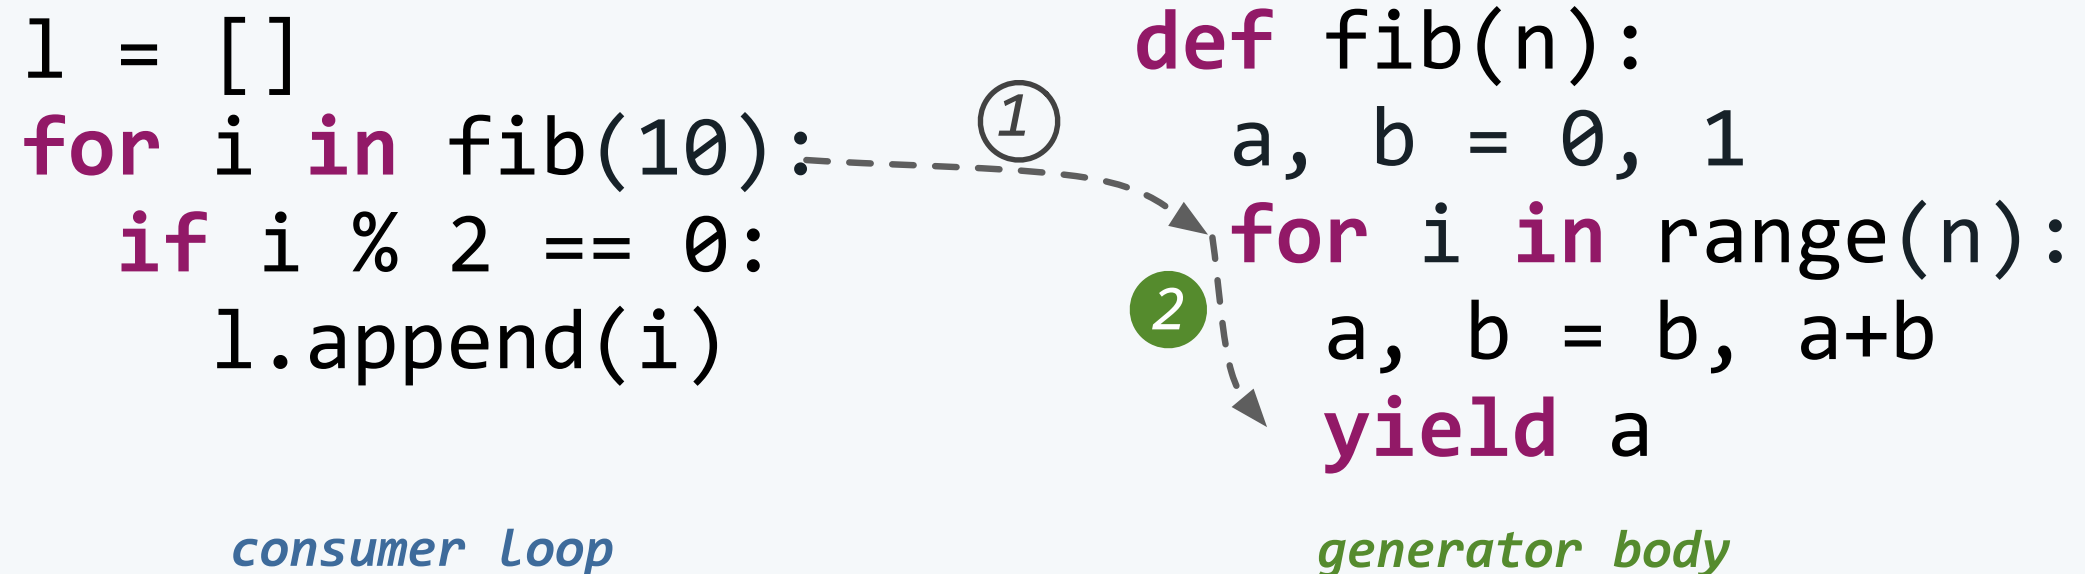 l = []
for i in fib(10):
  if i % 2 == 0:
    l.append(i)
consumer loop
1
2
def fib(n):
  a, b = 0, 1
  for i in range(n):
    a, b = b, a+b
    yield a
generator body